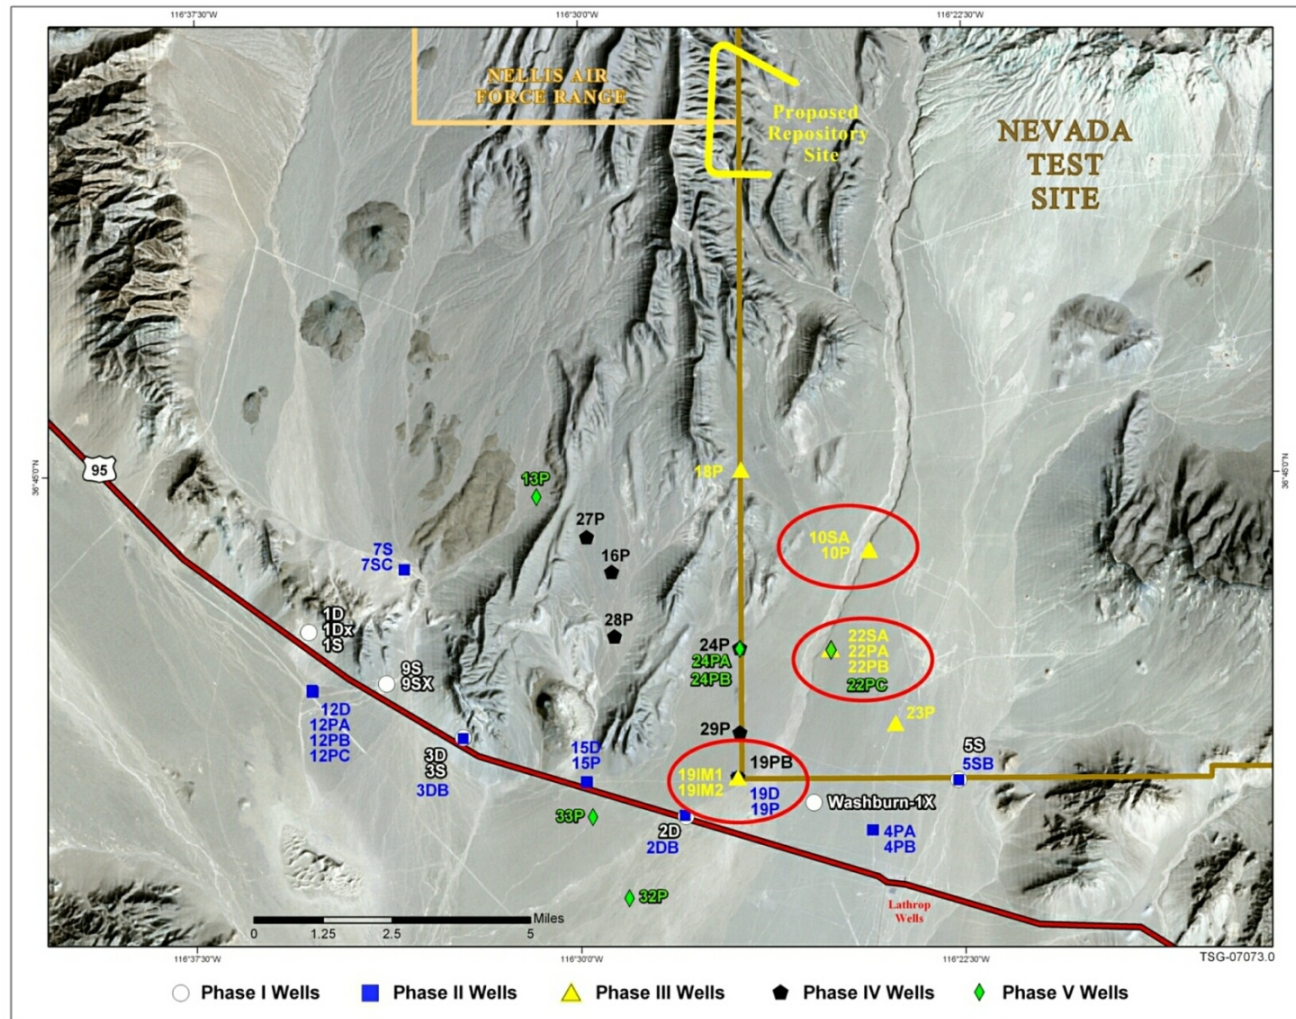 116°37'30"W
116°30'0"W
116°22'30"W
NELLIS AIR
FORCE RANGE
Proposed
Repository
Site
NEVADA
TEST
SITE
95
36°45'0"N
36°45'0"N
13P
18P
27P
10SA
10P
7S
7SC
16P
1D
1Dx
1S
28P
24P
24PA
24PB
22SA
22PA
22PB
22PC
9S
9SX
12D
12PA
12PB
12PC
23P
29P
3D
3S
3DB
15D
15P
19PB
19IM1
19IM2
19D
19P
5S
5SB
Washburn-1X
33P
2D
2DB
4PA
4PB
32P
Lathrop
Wells
Miles
0 1.25 2.5 5
116°37'30"W
116°30'0"W
116°22'30"W
TSG-07073.0
Phase I Wells
Phase II Wells
Phase III Wells
Phase IV Wells
Phase V Wells